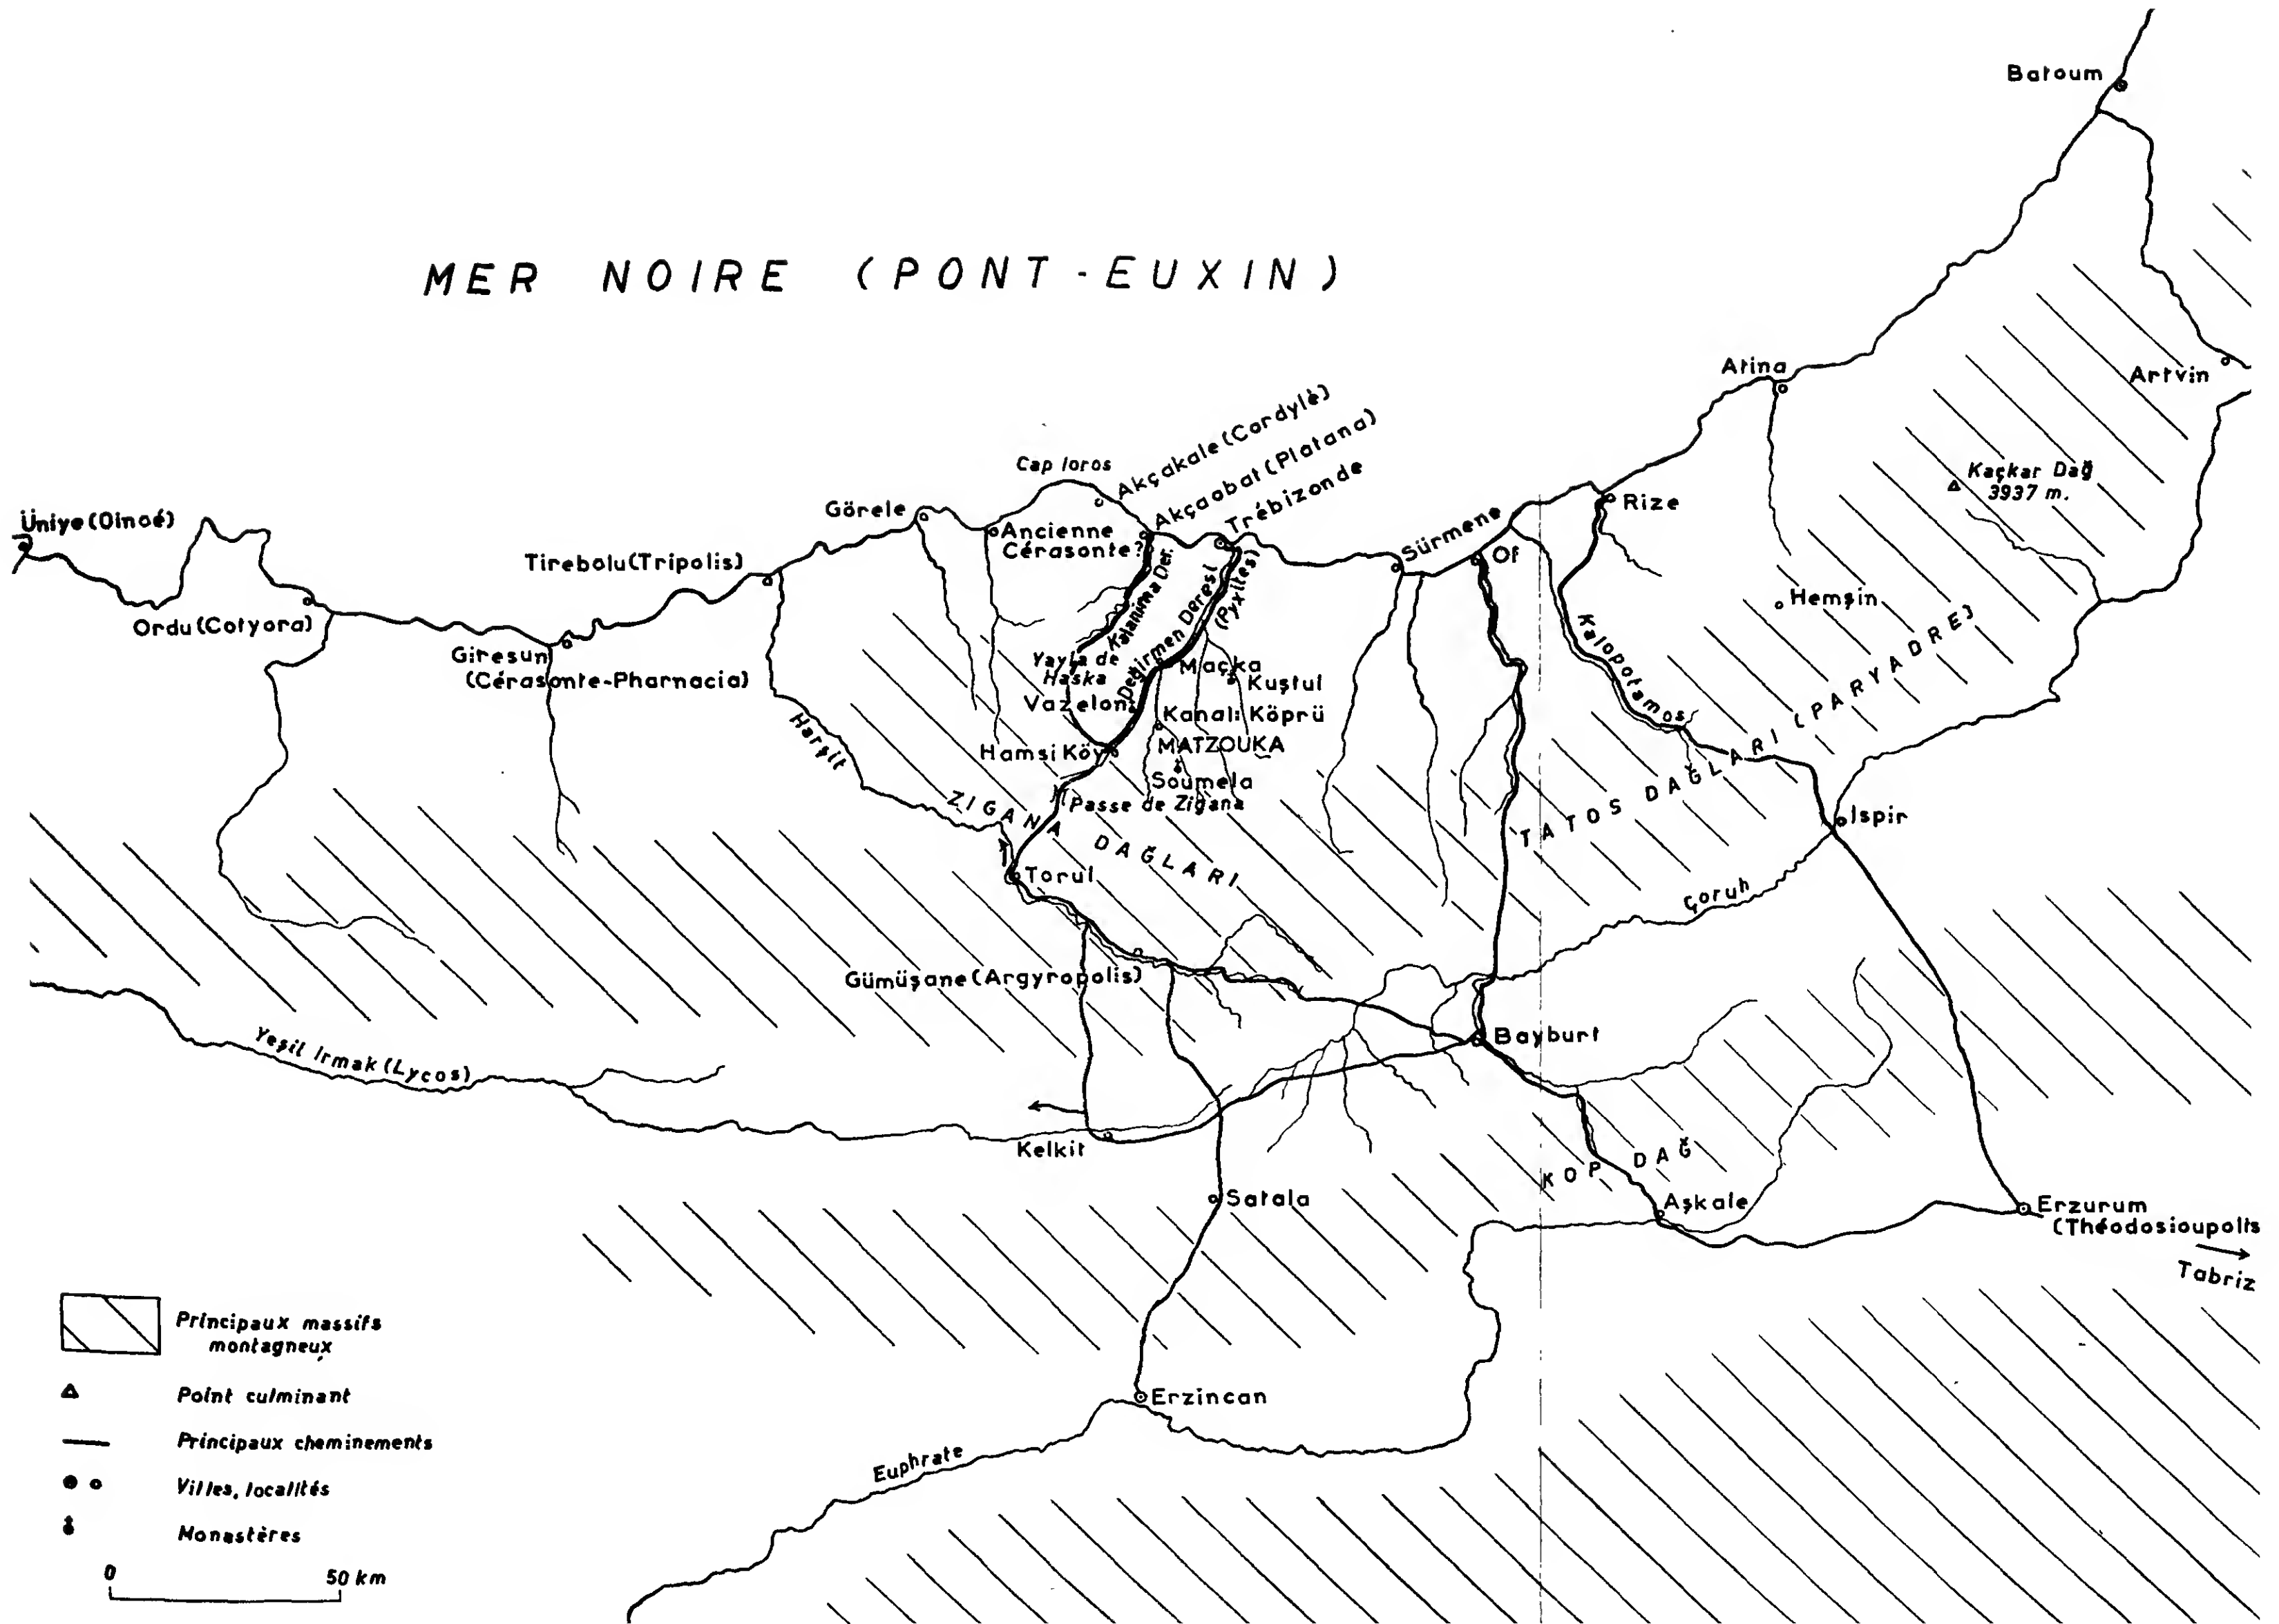 Batoum
MER NOIRE (PONT-EUXIN)
Atina
Artvin
Akçakale (Cordylè)
Akçaobat (Platana)
Trébizonde
Cap Ioros
Kaçkar Dağ
3937 m.
Görele
Rize
Üniye (Oinoé)
Ancienne
Cérasonte?
Sürmene
Of
Tirebolu (Tripolis)
Kalanima Der.
Değirmen Deresi
(Pyxitès)
Hemşin
Ordu (Cotyora)
Kalopotamos
Giresun
(Cérasonte-Pharnacia)
Yayla de
Haska
Maçka
Kuştul
Vazelon
Kanalı Köprü
Harşit
Hamsi Köy
MATZOUKA
Soumela
Passe de Zigana
ZIGANA DAĞLARI
TATOS DAĞLARI (PARYADRE)
Ispir
Torul
Çoruh
Gümüşane (Argyropolis)
Bayburt
Yeşil Irmak (Lycos)
Kelkit
KOP DAĞ
Satala
Aşkale
Erzurum
(Théodosioupolis
Tabriz
Erzincan
Euphrate
Principaux massifs
montagneux
Point culminant
Principaux cheminements
Villes, localités
Monastères
0 50 km